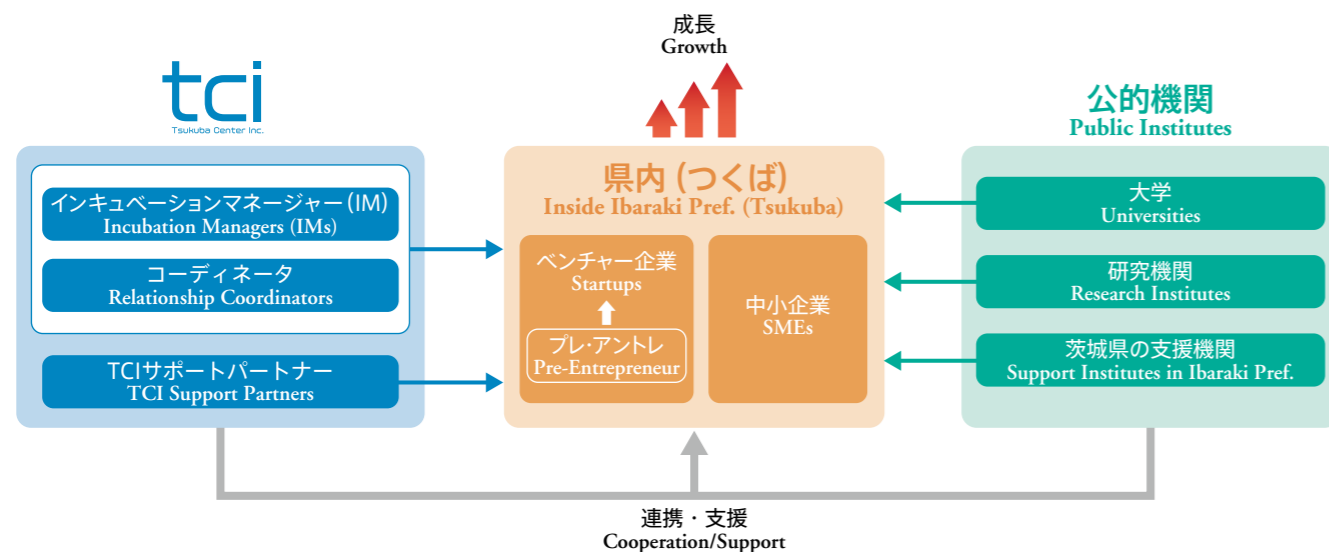 成長
Growth
tci
Tsukuba Center Inc.
インキュベーションマネージャー(IM)
Incubation Managers (IMs)
コーディネータ
Relationship Coordinators
TCIサポートパートナー
TCI Support Partners
県内 (つくば)
Inside Ibaraki Pref. (Tsukuba)
ベンチャー企業
Startups
プレ・アントレ
Pre-Entrepreneur
中小企業
SMEs
公的機関
Public Institutes
大学
Universities
研究機関
Research Institutes
茨城県の支援機関
Support Institutes in Ibaraki Pref.
連携・支援
Cooperation/Support